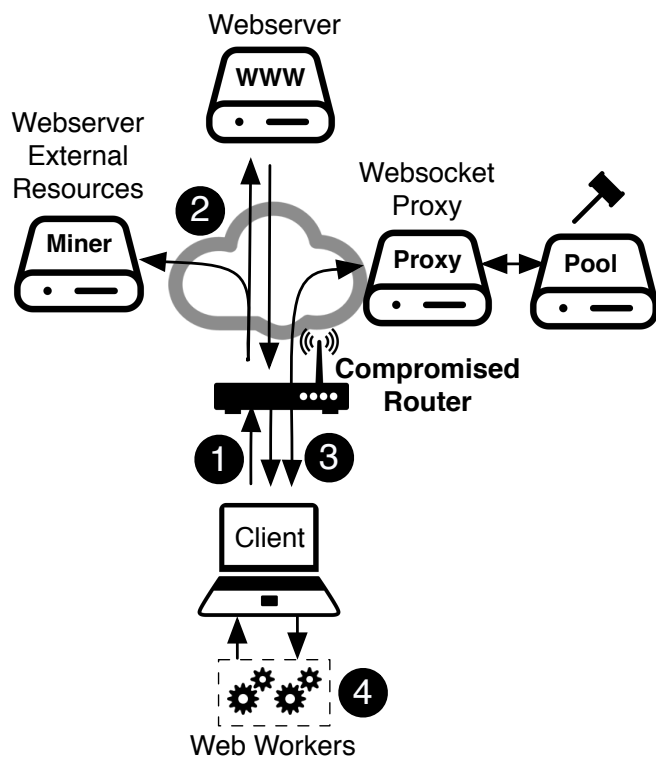 Webserver
WWW
Webserver
External
Resources
Miner
2
Websocket
Proxy
Proxy
Pool
Compromised
Router
1
3
Client
4
Web Workers